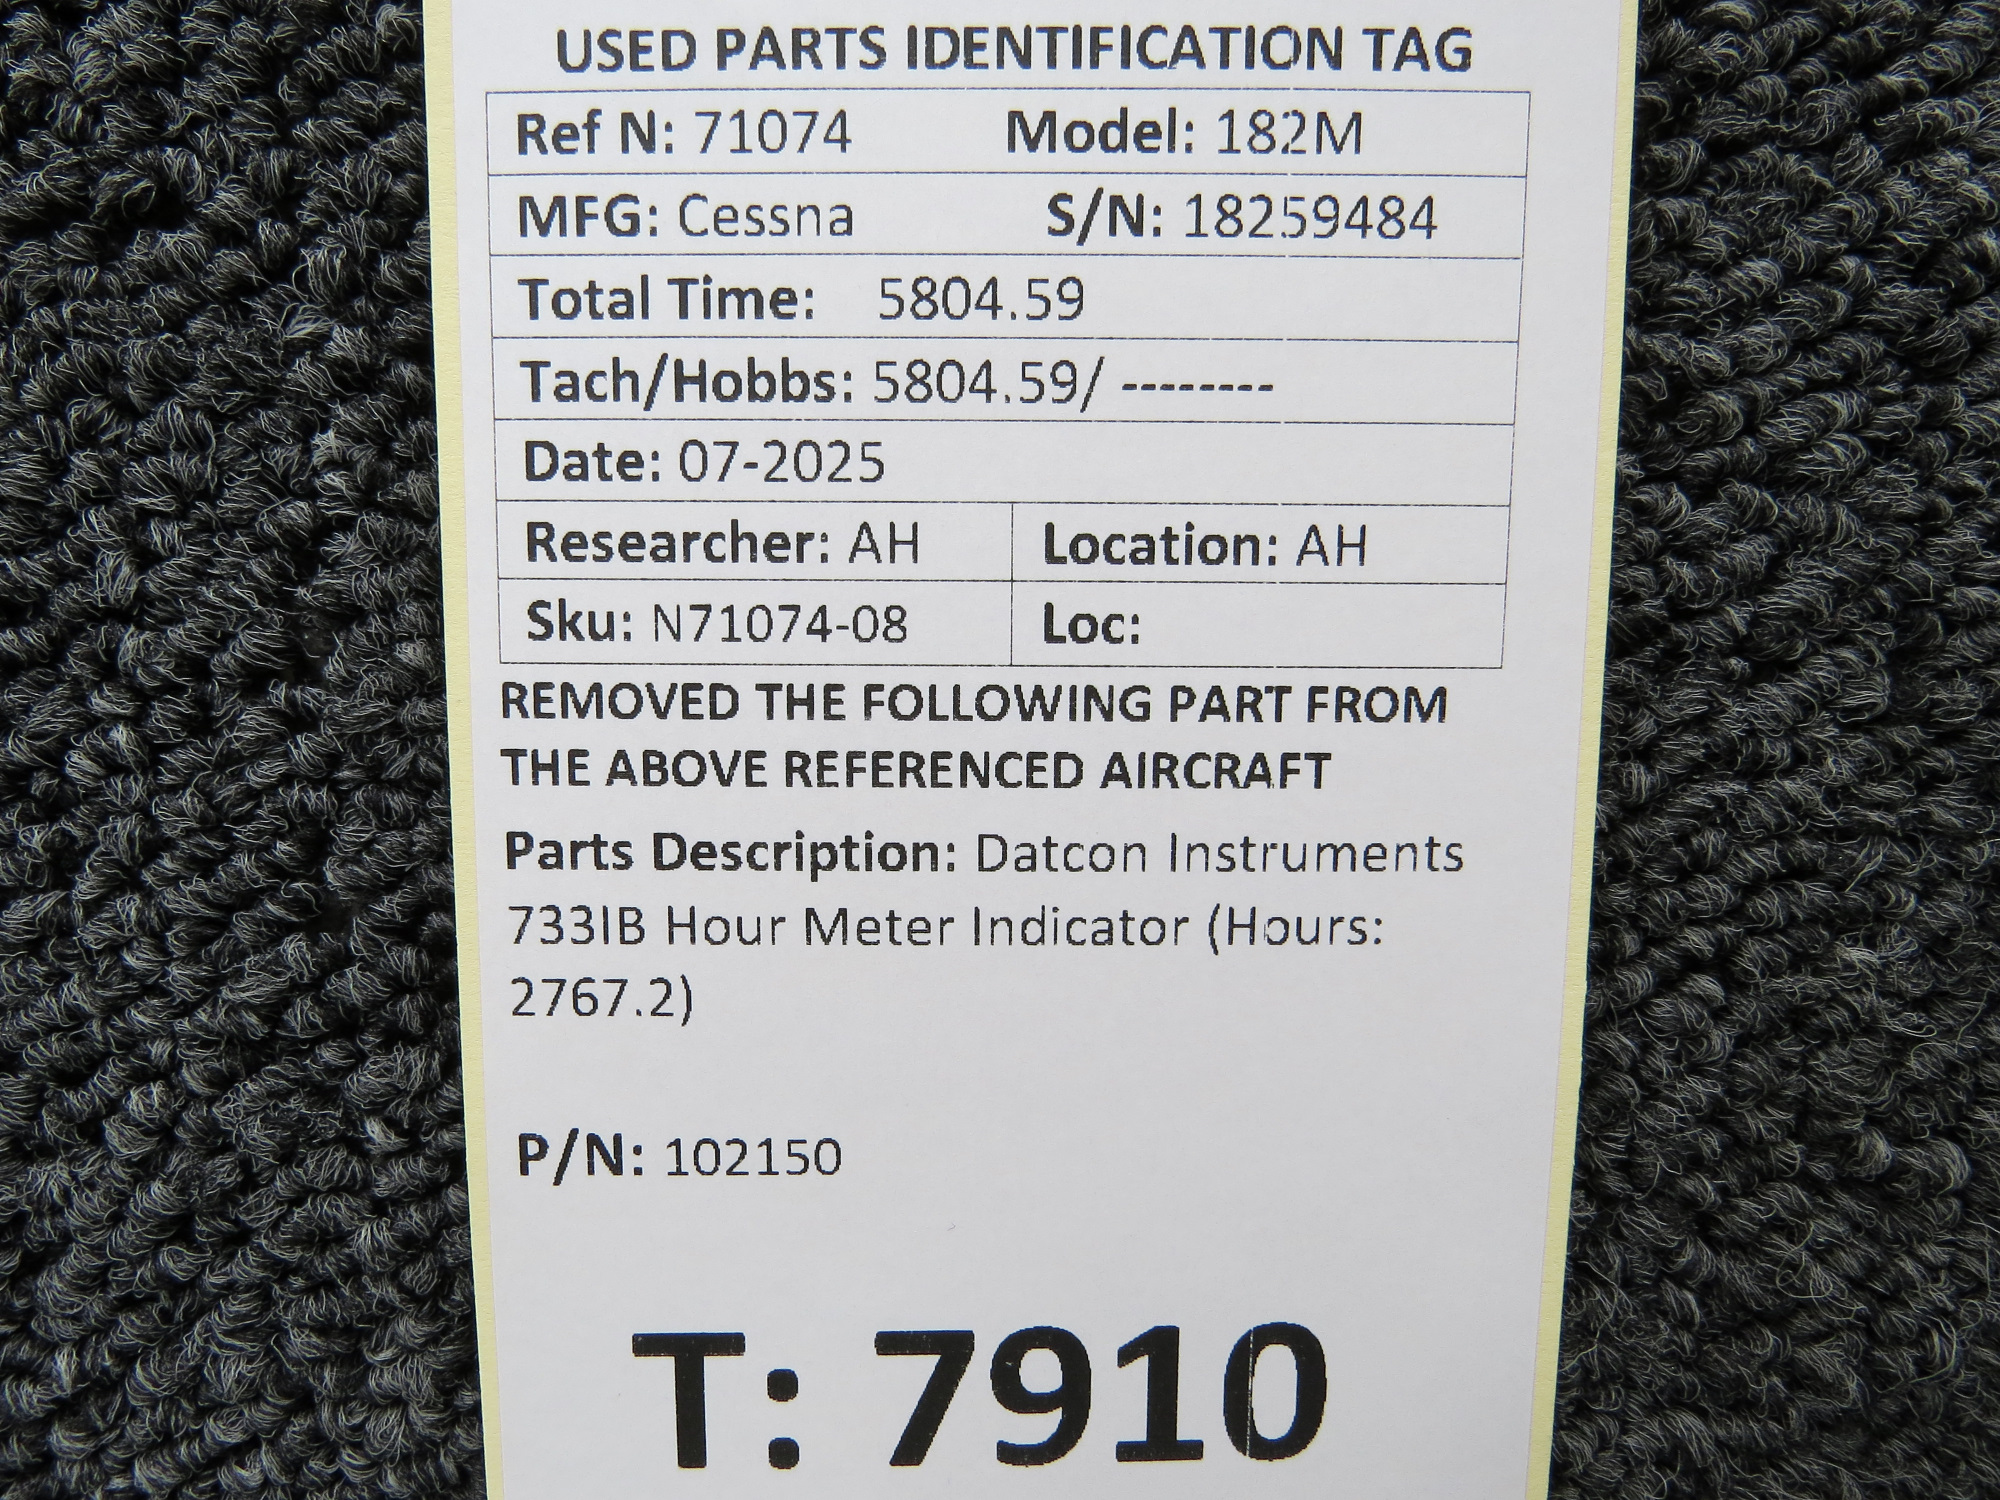 USED PARTS IDENTIFICATION TAG
Ref N: 71074 Model: 182M
MFG: Cessna S/N: 18259484
Total Time: 5804.59
Tach/Hobbs: 5804.59/ --------
Date: 07-2025
Researcher: AH Location: AH
Sku: N71074-08 Loc:
REMOVED THE FOLLOWING PART FROM
THE ABOVE REFERENCED AIRCRAFT
Parts Description: Datcon Instruments
733IB Hour Meter Indicator (Hours:
2767.2)
P/N: 102150
T: 7910